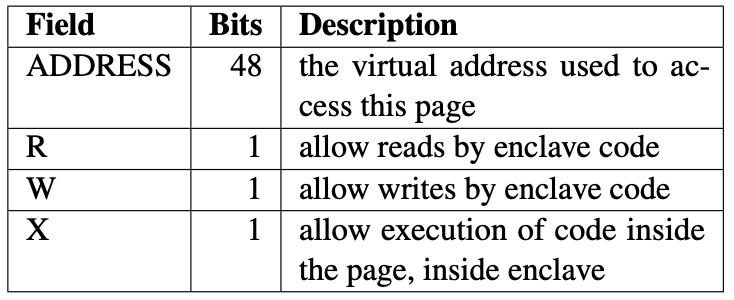 Field Bits Description
ADDRESS 48 the virtual address used to ac-
cess this page
R 1 allow reads by enclave code
W 1 allow writes by enclave code
X 1 allow execution of code inside
the page, inside enclave